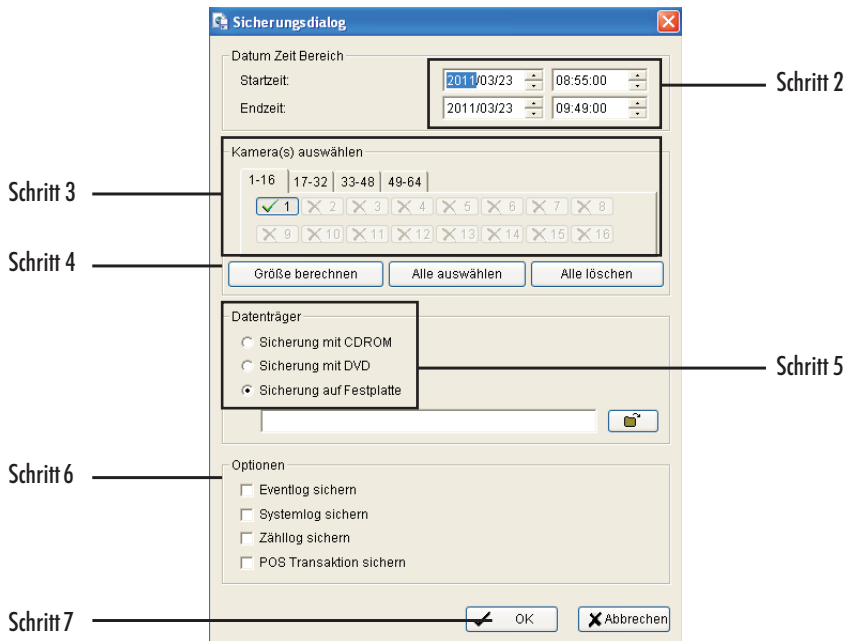 Sicherungsdialog
Datum Zeit Bereich
Startzeit: 2011/03/23 08:55:00
Schritt 2
Endzeit: 2011/03/23 09:49:00
Kamera(s) auswählen
1-16 17-32 33-48 49-64
Schritt 3
1 2 3 4 5 6 7 8
9 10 11 12 13 14 15 16
Schritt 4
Größe berechnen Alle auswählen Alle löschen
Datenträger
Sicherung mit CDROM
Sicherung mit DVD
Schritt 5
Sicherung auf Festplatte
Optionen
Schritt 6
Eventlog sichern
Systemlog sichern
Zähllog sichern
POS Transaktion sichern
Schritt 7
OK Abbrechen